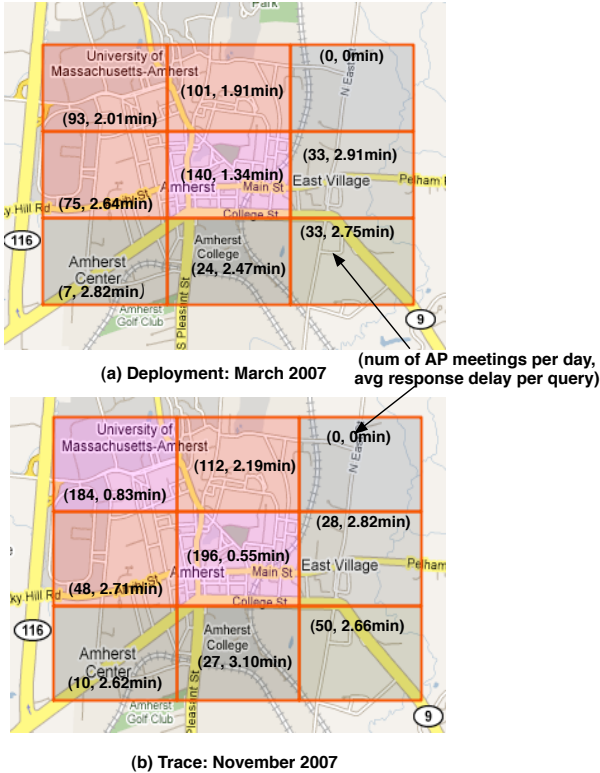 Park
University of
Massachusetts-Amherst
(0, 0min)
(101, 1.91min)
N East
(93, 2.01min)
(33, 2.91min)
(140, 1.34min)
Amherst
Main St
East Village
Pelham
(75, 2.64min)
St
y Hill Rd
College St
116
(33, 2.75min)
Amherst
College
(24, 2.47min)
Amherst
Center
(7, 2.82min)
S Pleasant St
Amherst
Golf Club
9
(a) Deployment: March 2007
(num of AP meetings per day,
avg response delay per query)
University of
Massachusetts-Amherst
(0, 0min)
(112, 2.19min)
N East
(184, 0.83min)
(28, 2.82min)
(196, 0.55min)
Amherst
Main St
East Village
Pelham
(48, 2.71min)
St
ky Hill Rd
College St
116
(50, 2.66min)
Amherst
College
(27, 3.10min)
Amherst
Center
(10, 2.62min)
Pleasant St
Amherst
Golf Club
9
(b) Trace: November 2007